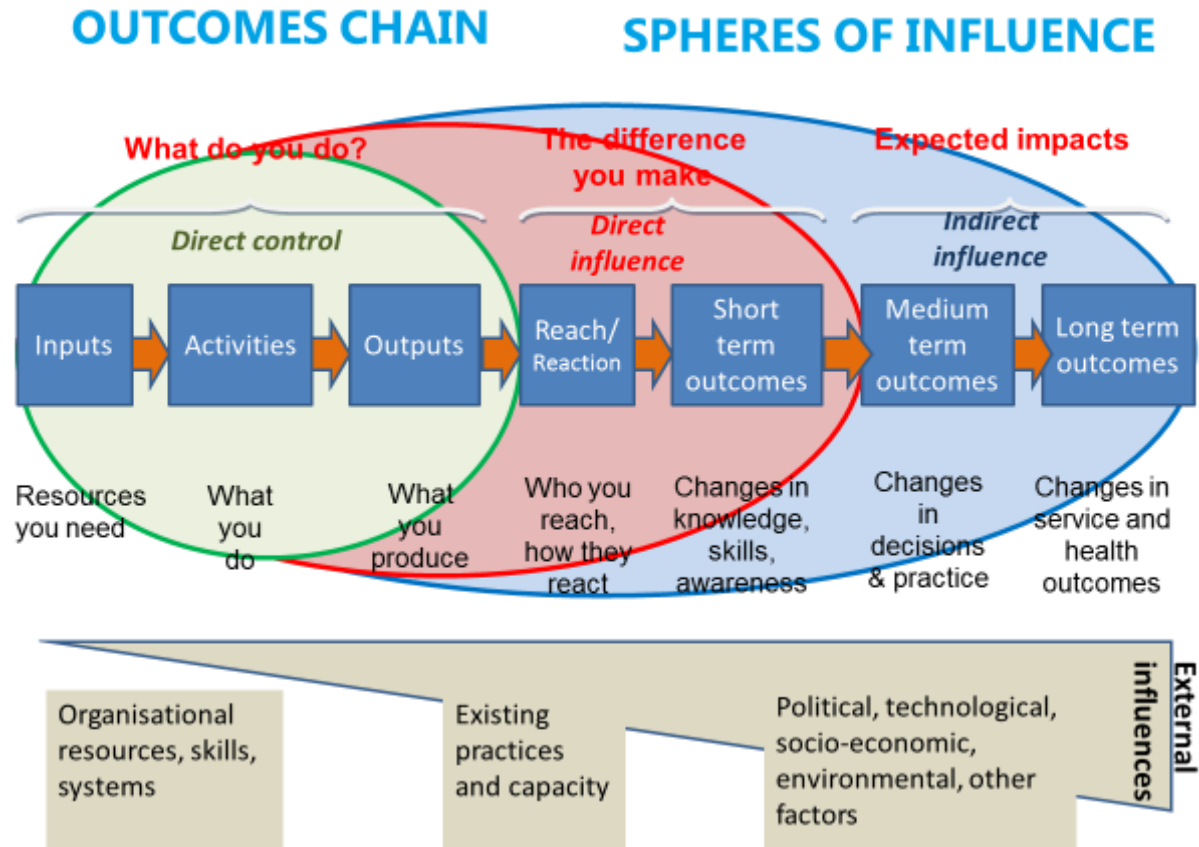 OUTCOMES CHAIN
SPHERES OF INFLUENCE
What do you do?
The difference
you make
Expected impacts
Direct control
Direct
influence
Indirect
influence
Inputs
Activities
Outputs
Reach/
Reaction
Short
term
outcomes
Medium
term
outcomes
Long term
outcomes
Resources
you need
What
you
do
What
you
produce
Who you
reach,
how they
react
Changes in
knowledge,
skills,
awareness
Changes
in
decisions
& practice
Changes in
service and
health
outcomes
Organisational
resources, skills,
systems
Existing
practices
and capacity
Political, technological,
socio-economic,
environmental, other
factors
External
influences